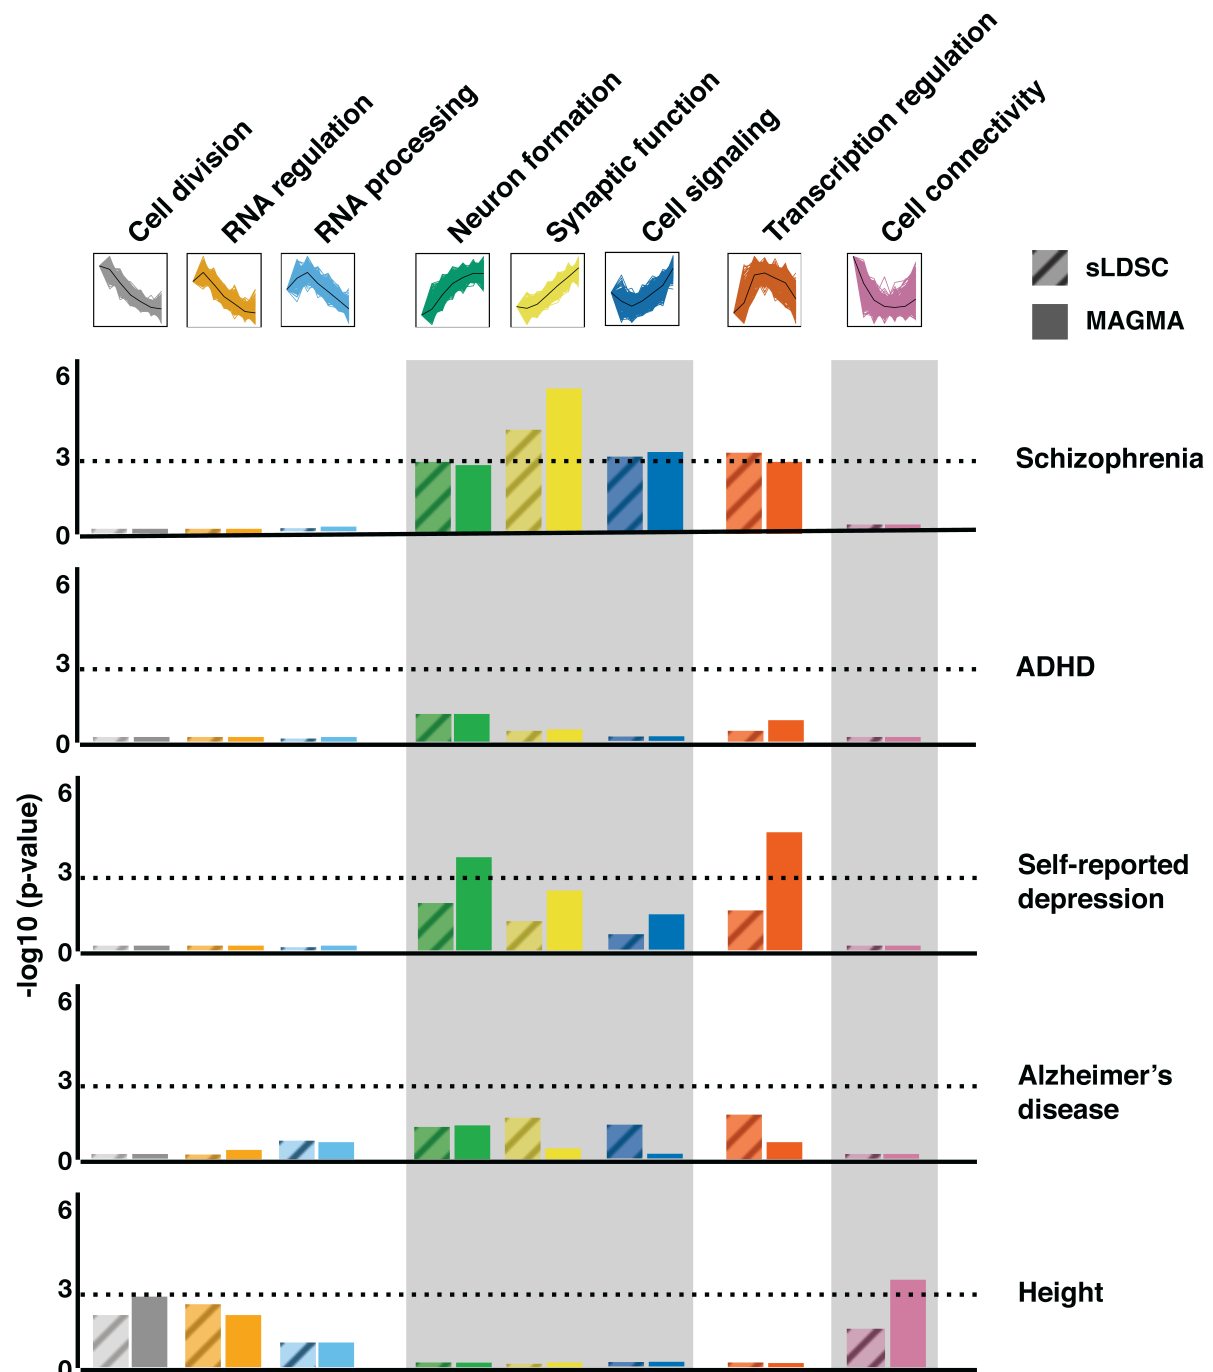 Cell division
RNA regulation
RNA processing
Neuron formation
Synaptic function
Cell signaling
Transcription regulation
Cell connectivity
sLDSC
MAGMA
-log10 (p-value)
6
3
0
Schizophrenia
6
3
0
ADHD
6
3
0
Self-reported
depression
6
3
0
Alzheimer's
disease
6
3
0
Height